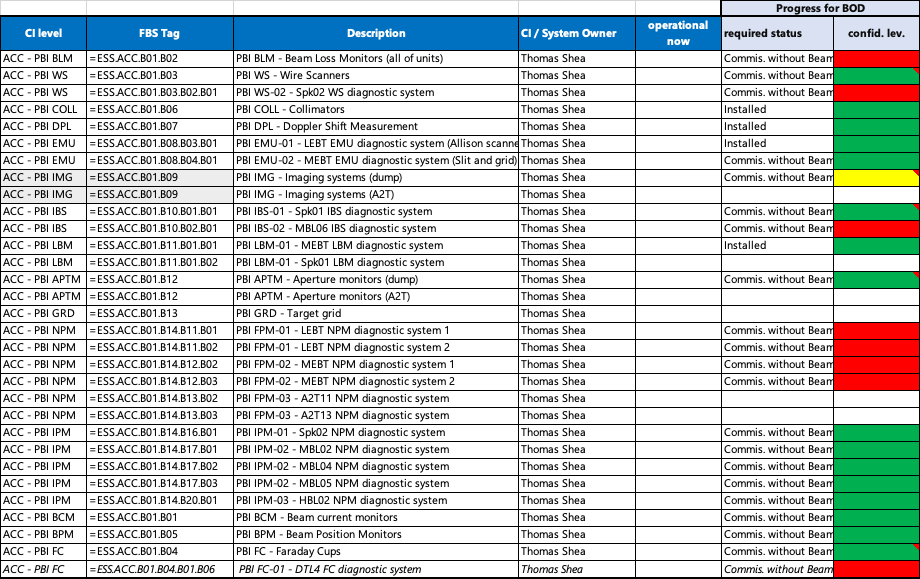 Progress for BOD
CI level FBS Tag Description CI / System Owner operational now required status confid. lev.
ACC - PBI BLM =ESS.ACC.B01.B02 PBI BLM - Beam Loss Monitors (all of units) Thomas Shea Commis. without Beam
ACC - PBI WS =ESS.ACC.B01.B03 PBI WS - Wire Scanners Thomas Shea Commis. without Beam
ACC - PBI WS =ESS.ACC.B01.B03.B02.B01 PBI WS-02 - Spk02 WS diagnostic system Thomas Shea Commis. without Beam
ACC - PBI COLL =ESS.ACC.B01.B06 PBI COLL - Collimators Thomas Shea Installed
ACC - PBI DPL =ESS.ACC.B01.B07 PBI DPL - Doppler Shift Measurement Thomas Shea Installed
ACC - PBI EMU =ESS.ACC.B01.B08.B03.B01 PBI EMU-01 - LEBT EMU diagnostic system (Allison scanne Thomas Shea Installed
ACC - PBI EMU =ESS.ACC.B01.B08.B04.B01 PBI EMU-02 - MEBT EMU diagnostic system (Slit and grid) Thomas Shea Commis. without Beam
ACC - PBI IMG =ESS.ACC.B01.B09 PBI IMG - Imaging systems (dump) Thomas Shea Commis. without Beam
ACC - PBI IMG =ESS.ACC.B01.B09 PBI IMG - Imaging systems (A2T) Thomas Shea
ACC - PBI IBS =ESS.ACC.B01.B10.B01.B01 PBI IBS-01 - Spk01 IBS diagnostic system Thomas Shea Commis. without Beam
ACC - PBI IBS =ESS.ACC.B01.B10.B02.B01 PBI IBS-02 - MBL06 IBS diagnostic system Thomas Shea Commis. without Beam
ACC - PBI LBM =ESS.ACC.B01.B11.B01.B01 PBI LBM-01 - MEBT LBM diagnostic system Thomas Shea Installed
ACC - PBI LBM =ESS.ACC.B01.B11.B01.B02 PBI LBM-01 - Spk01 LBM diagnostic system Thomas Shea
ACC - PBI APTM =ESS.ACC.B01.B12 PBI APTM - Aperture monitors (dump) Thomas Shea Commis. without Beam
ACC - PBI APTM =ESS.ACC.B01.B12 PBI APTM - Aperture monitors (A2T) Thomas Shea
ACC - PBI GRD =ESS.ACC.B01.B13 PBI GRD - Target grid Thomas Shea
ACC - PBI NPM =ESS.ACC.B01.B14.B11.B01 PBI FPM-01 - LEBT NPM diagnostic system 1 Thomas Shea Commis. without Beam
ACC - PBI NPM =ESS.ACC.B01.B14.B11.B02 PBI FPM-01 - LEBT NPM diagnostic system 2 Thomas Shea Commis. without Beam
ACC - PBI NPM =ESS.ACC.B01.B14.B12.B02 PBI FPM-02 - MEBT NPM diagnostic system 1 Thomas Shea Commis. without Beam
ACC - PBI NPM =ESS.ACC.B01.B14.B12.B03 PBI FPM-02 - MEBT NPM diagnostic system 2 Thomas Shea Commis. without Beam
ACC - PBI NPM =ESS.ACC.B01.B14.B13.B02 PBI FPM-03 - A2T11 NPM diagnostic system Thomas Shea
ACC - PBI NPM =ESS.ACC.B01.B14.B13.B03 PBI FPM-03 - A2T13 NPM diagnostic system Thomas Shea
ACC - PBI IPM =ESS.ACC.B01.B14.B16.B01 PBI IPM-01 - Spk02 NPM diagnostic system Thomas Shea Commis. without Beam
ACC - PBI IPM =ESS.ACC.B01.B14.B17.B01 PBI IPM-02 - MBL02 NPM diagnostic system Thomas Shea Commis. without Beam
ACC - PBI IPM =ESS.ACC.B01.B14.B17.B02 PBI IPM-02 - MBL04 NPM diagnostic system Thomas Shea Commis. without Beam
ACC - PBI IPM =ESS.ACC.B01.B14.B17.B03 PBI IPM-02 - MBL05 NPM diagnostic system Thomas Shea Commis. without Beam
ACC - PBI IPM =ESS.ACC.B01.B14.B20.B01 PBI IPM-03 - HBL02 NPM diagnostic system Thomas Shea Commis. without Beam
ACC - PBI BCM =ESS.ACC.B01.B01 PBI BCM - Beam current monitors Thomas Shea Commis. without Beam
ACC - PBI BPM =ESS.ACC.B01.B05 PBI BPM - Beam Position Monitors Thomas Shea Commis. without Beam
ACC - PBI FC =ESS.ACC.B01.B04 PBI FC - Faraday Cups Thomas Shea Commis. without Beam
ACC - PBI FC =ESS.ACC.B01.B04.B01.B06 PBI FC-01 - DTL4 FC diagnostic system Thomas Shea Commis. without Beam